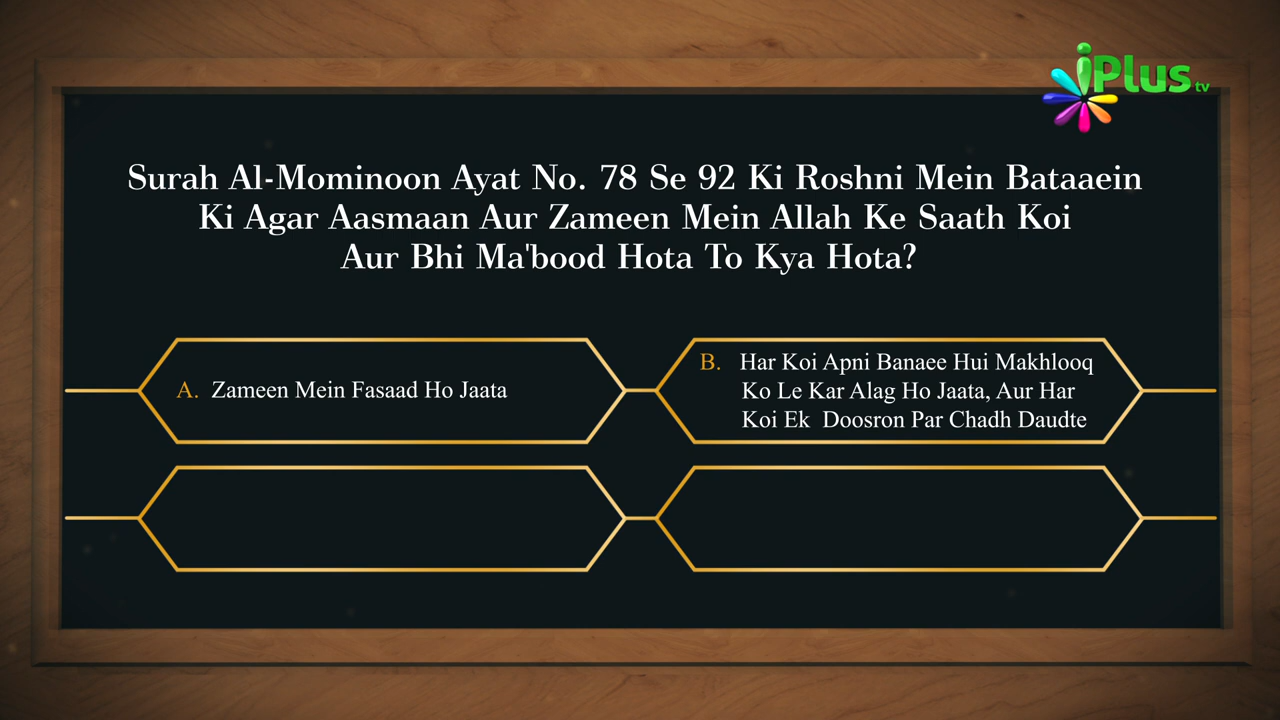 iPlus tv
Surah Al-Mominoon Ayat No. 78 Se 92 Ki Roshni Mein Bataaein
Ki Agar Aasmaan Aur Zameen Mein Allah Ke Saath Koi
Aur Bhi Ma'bood Hota To Kya Hota?
A. Zameen Mein Fasaad Ho Jaata
B. Har Koi Apni Banaee Hui Makhlooq
Ko Le Kar Alag Ho Jaata, Aur Har
Koi Ek Doosron Par Chadh Daudte